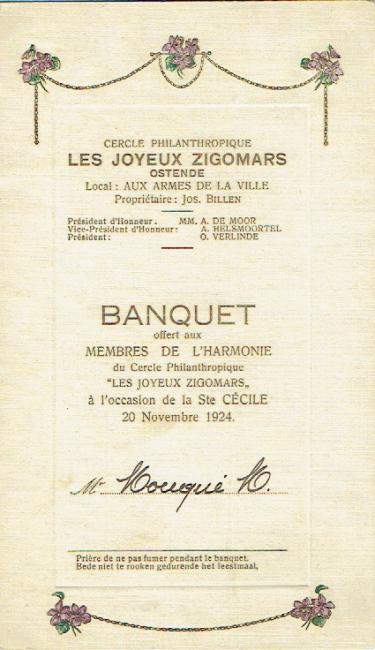 CERCLE PHILANTHROPIQUE
LES JOYEUX ZIGOMARS
OSTENDE
Local : AUX ARMES DE LA VILLE
Propriétaire : JOS. BILLEN
Président d'Honneur : MM. A. DE MOOR
Vice-Président d'Honneur : A. HELSMOORTEL
Président : O. VERLINDE
BANQUET
offert aux
MEMBRES DE L'HARMONIE
du Cercle Philanthropique
"LES JOYEUX ZIGOMARS„
à l'occasion de la Ste CÉCILE
20 Novembre 1924.
Mr Mouqué M.
Prière de ne pas fumer pendant le banquet.
Bede niet te rooken gedurende het feestmaal.